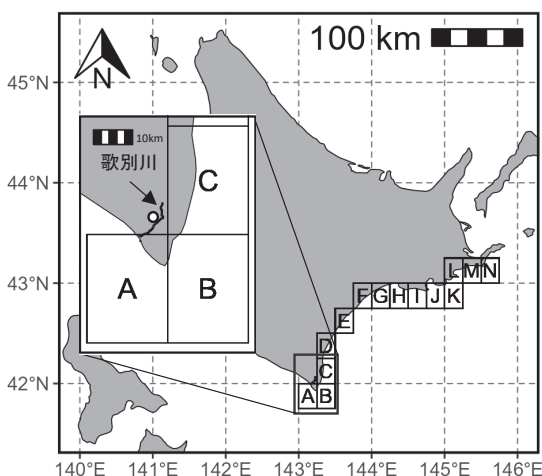 100 km
N
45°N
44°N
43°N
42°N
10km
歌別川
C
A
B
L M N
F G H I J K
E
D
C
A B
140°E 141°E 142°E 143°E 144°E 145°E 146°E